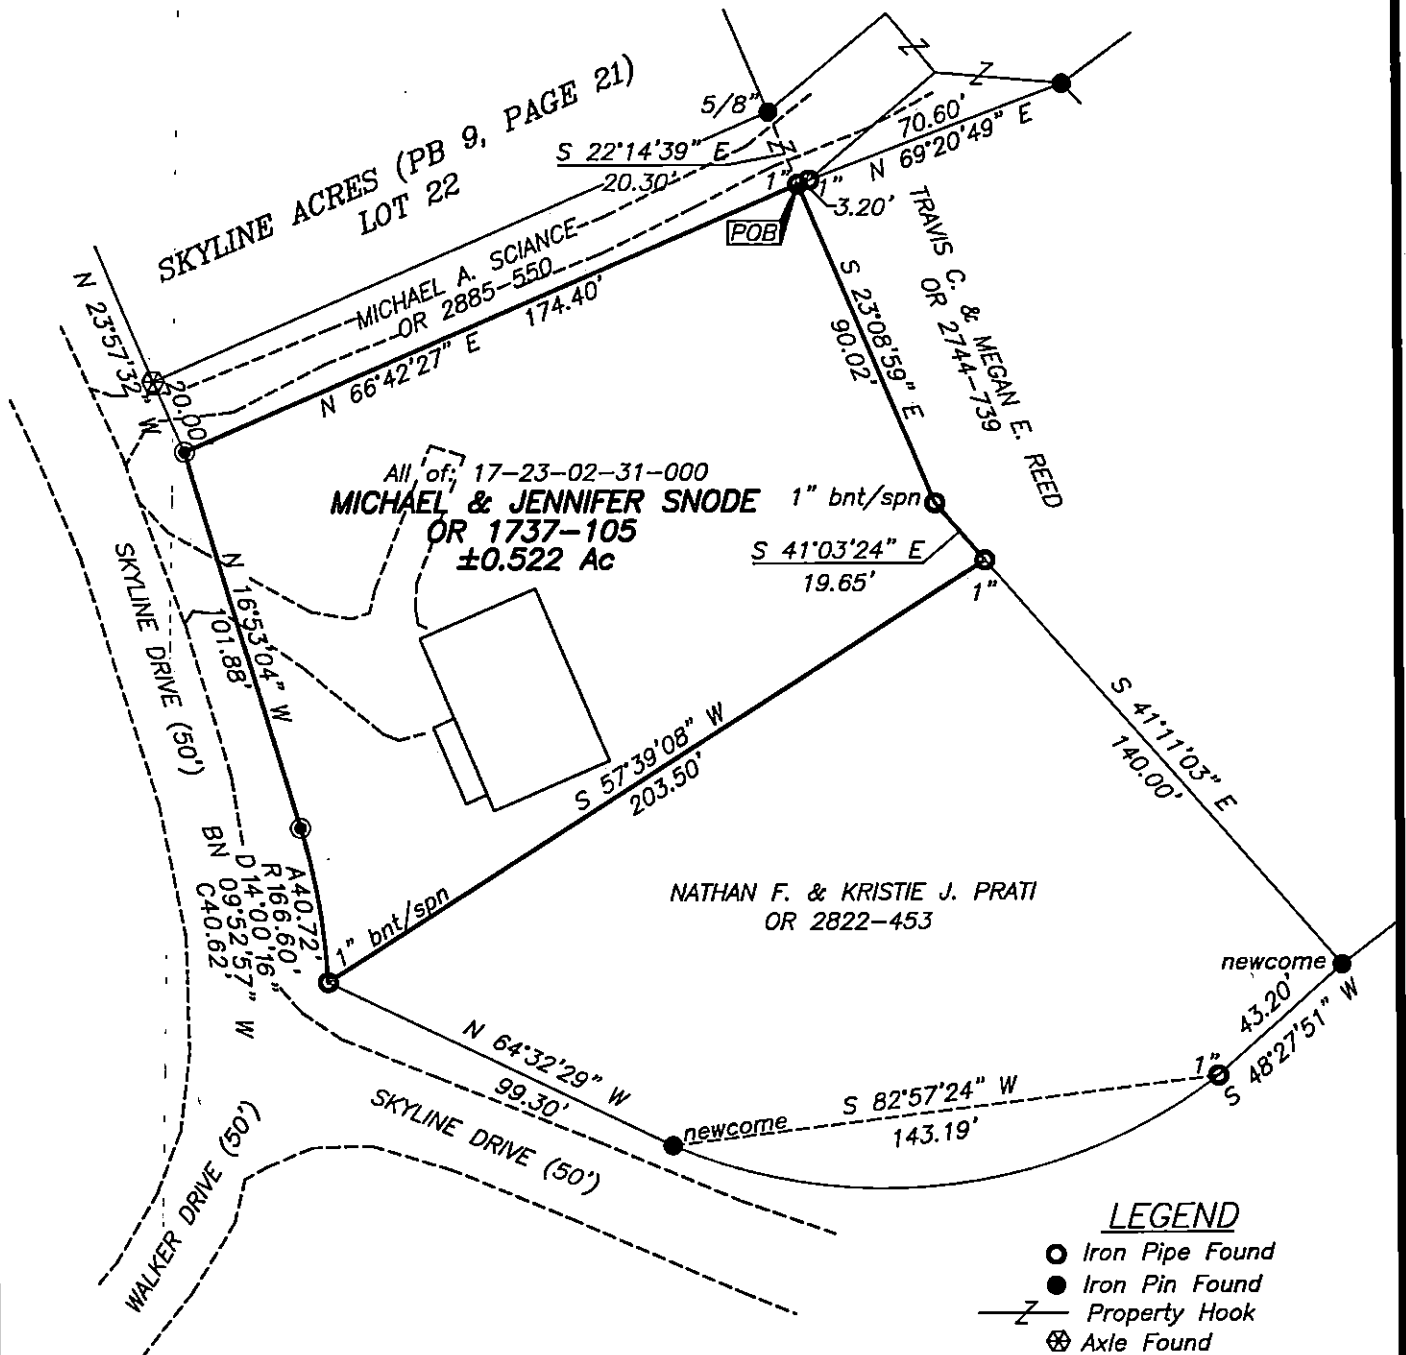 SKYLINE ACRES (PB 9, PAGE 21)
LOT 22
5/8"
S 22°14'39" E
20.30'
1"
1"
3.20'
POB
70.60'
N 69°20'49" E
TRAVIS C. & MEGAN E. REED
OR 2744-739
MICHAEL A. SCIANCE
OR 2885-550
174.40'
N 66°42'27" E
N 23°57'32" W
20.00'
S 23°08'59" E
90.02'
All of: 17-23-02-31-000
MICHAEL & JENNIFER SNODE
OR 1737-105
±0.522 Ac
1" bnt/spn
S 41°03'24" E
19.65'
1"
SKYLINE DRIVE (50')
N 16°53'04" W
101.88'
S 57°39'08" W
203.50'
S 41°11'03" E
140.00'
A40.72'
R166.60'
D14°00'16"
BN 09°52'57" W
C40.62'
1" bnt/spn
NATHAN F. & KRISTIE J. PRATI
OR 2822-453
newcome
43.20'
S 48°27'51" W
1"
N 64°32'29" W
99.30'
S 82°57'24" W
143.19'
newcome
SKYLINE DRIVE (50')
WALKER DRIVE (50')
LEGEND
Iron Pipe Found
Iron Pin Found
Z Property Hook
Axle Found